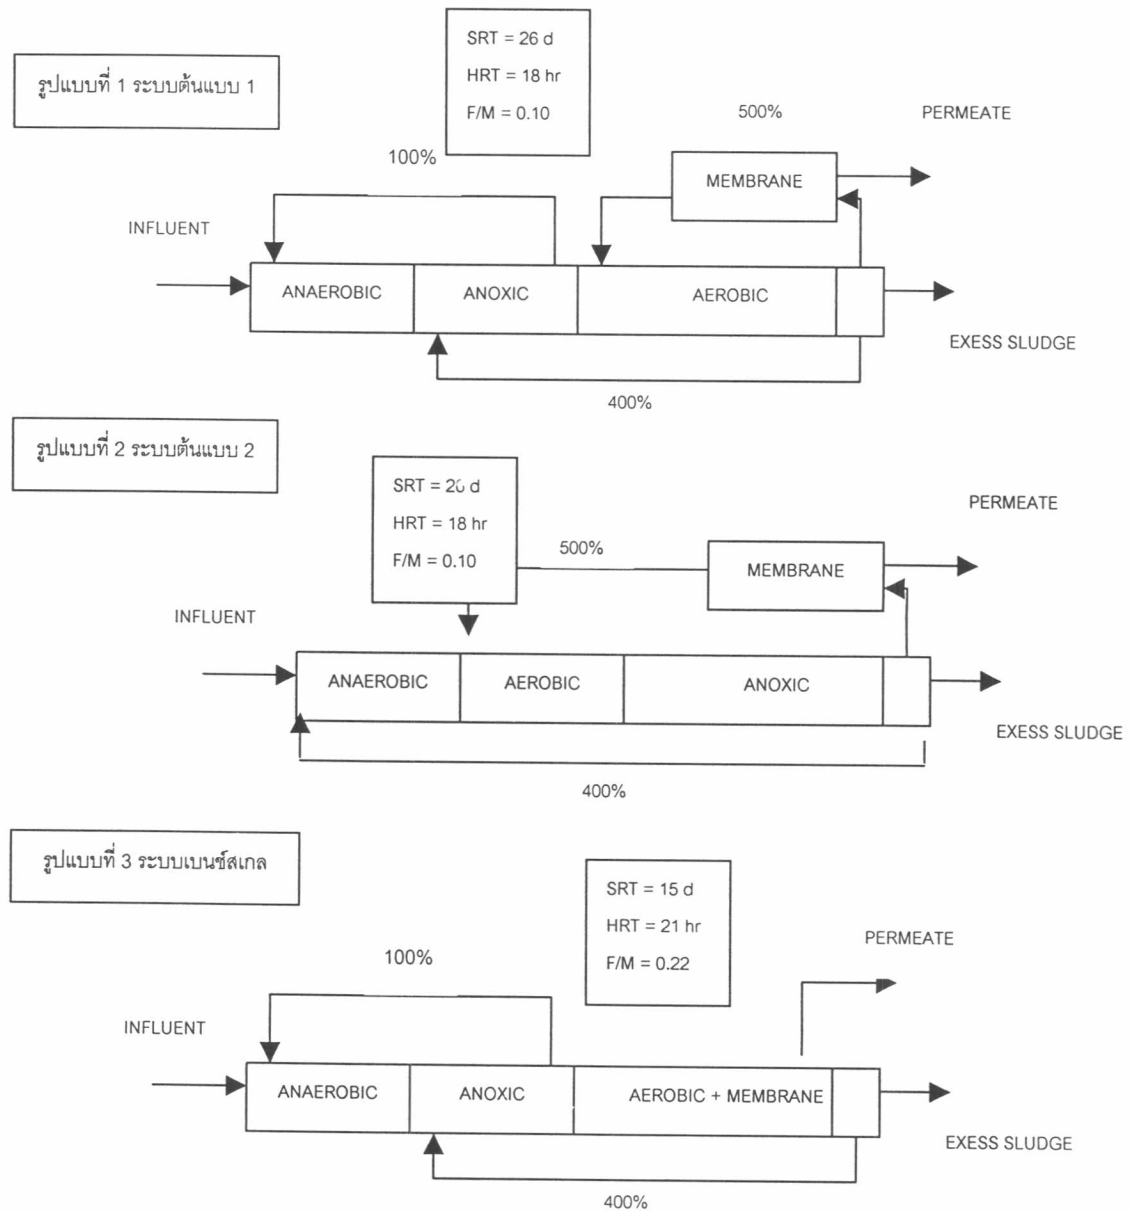 รูปแบบที่ 1 ระบบต้นแบบ 1
SRT = 26 d
HRT = 18 hr
F/M = 0.10
500%
PERMEATE
100%
MEMBRANE
INFLUENT
ANAEROBIC
ANOXIC
AEROBIC
EXESS SLUDGE
400%
รูปแบบที่ 2 ระบบต้นแบบ 2
SRT = 26 d
HRT = 18 hr
F/M = 0.10
500%
PERMEATE
MEMBRANE
INFLUENT
ANAEROBIC
AEROBIC
ANOXIC
EXESS SLUDGE
400%
รูปแบบที่ 3 ระบบเบนช์สเกล
SRT = 15 d
HRT = 21 hr
F/M = 0.22
PERMEATE
100%
INFLUENT
ANAEROBIC
ANOXIC
AEROBIC + MEMBRANE
EXESS SLUDGE
400%